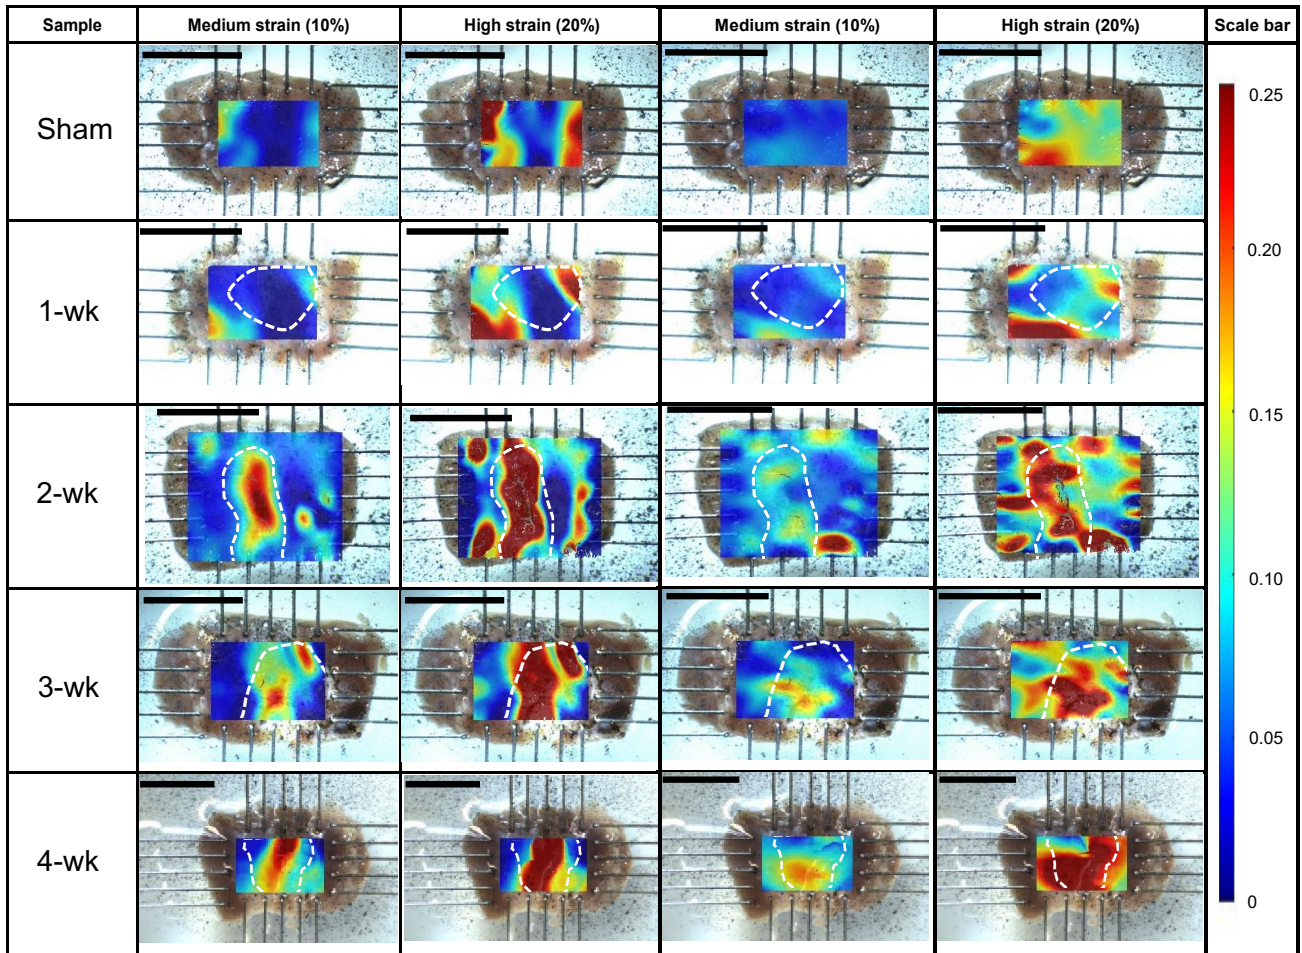 Sample Medium strain (10%) High strain (20%) Medium strain (10%) High strain (20%) Scale bar
Sham
1-wk
2-wk
3-wk
4-wk
0.25
0.20
0.15
0.10
0.05
0